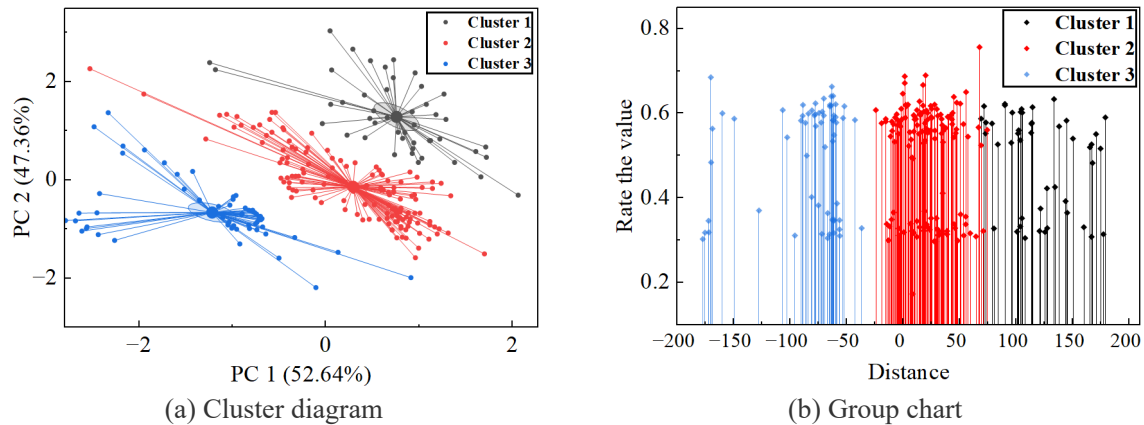 Cluster 1
Cluster 2
Cluster 3
2
0
−2
−2
0
2
PC 2 (47.36%)
PC 1 (52.64%)
(a) Cluster diagram
Cluster 1
Cluster 2
Cluster 3
0.8
0.6
0.4
0.2
−200 −150 −100 −50 0 50 100 150 200
Rate the value
Distance
(b) Group chart